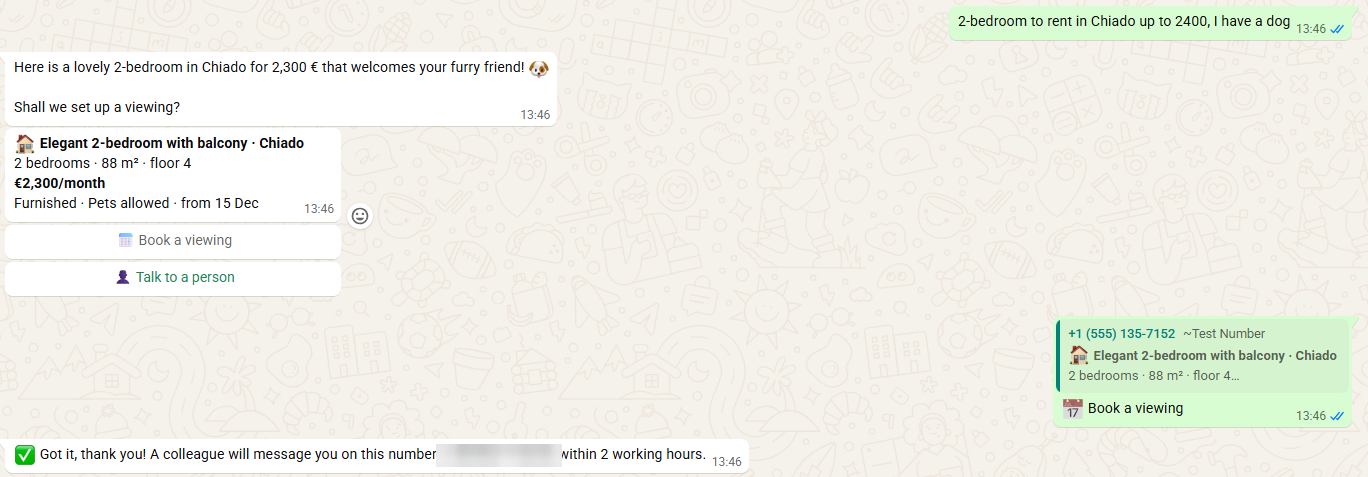 2-bedroom to rent in Chiado up to 2400, I have a dog 13:46
Here is a lovely 2-bedroom in Chiado for 2,300 € that welcomes your furry friend! 🐶
Shall we set up a viewing?
13:46
🏠 Elegant 2-bedroom with balcony · Chiado
2 bedrooms · 88 m² · floor 4
€2,300/month
Furnished · Pets allowed · from 15 Dec 13:46
🗓️ Book a viewing
👤 Talk to a person
+1 (555) 135-7152 ~Test Number
🏠 Elegant 2-bedroom with balcony · Chiado
2 bedrooms · 88 m² · floor 4...
📅 Book a viewing 13:46
✅ Got it, thank you! A colleague will message you on this number within 2 working hours. 13:46